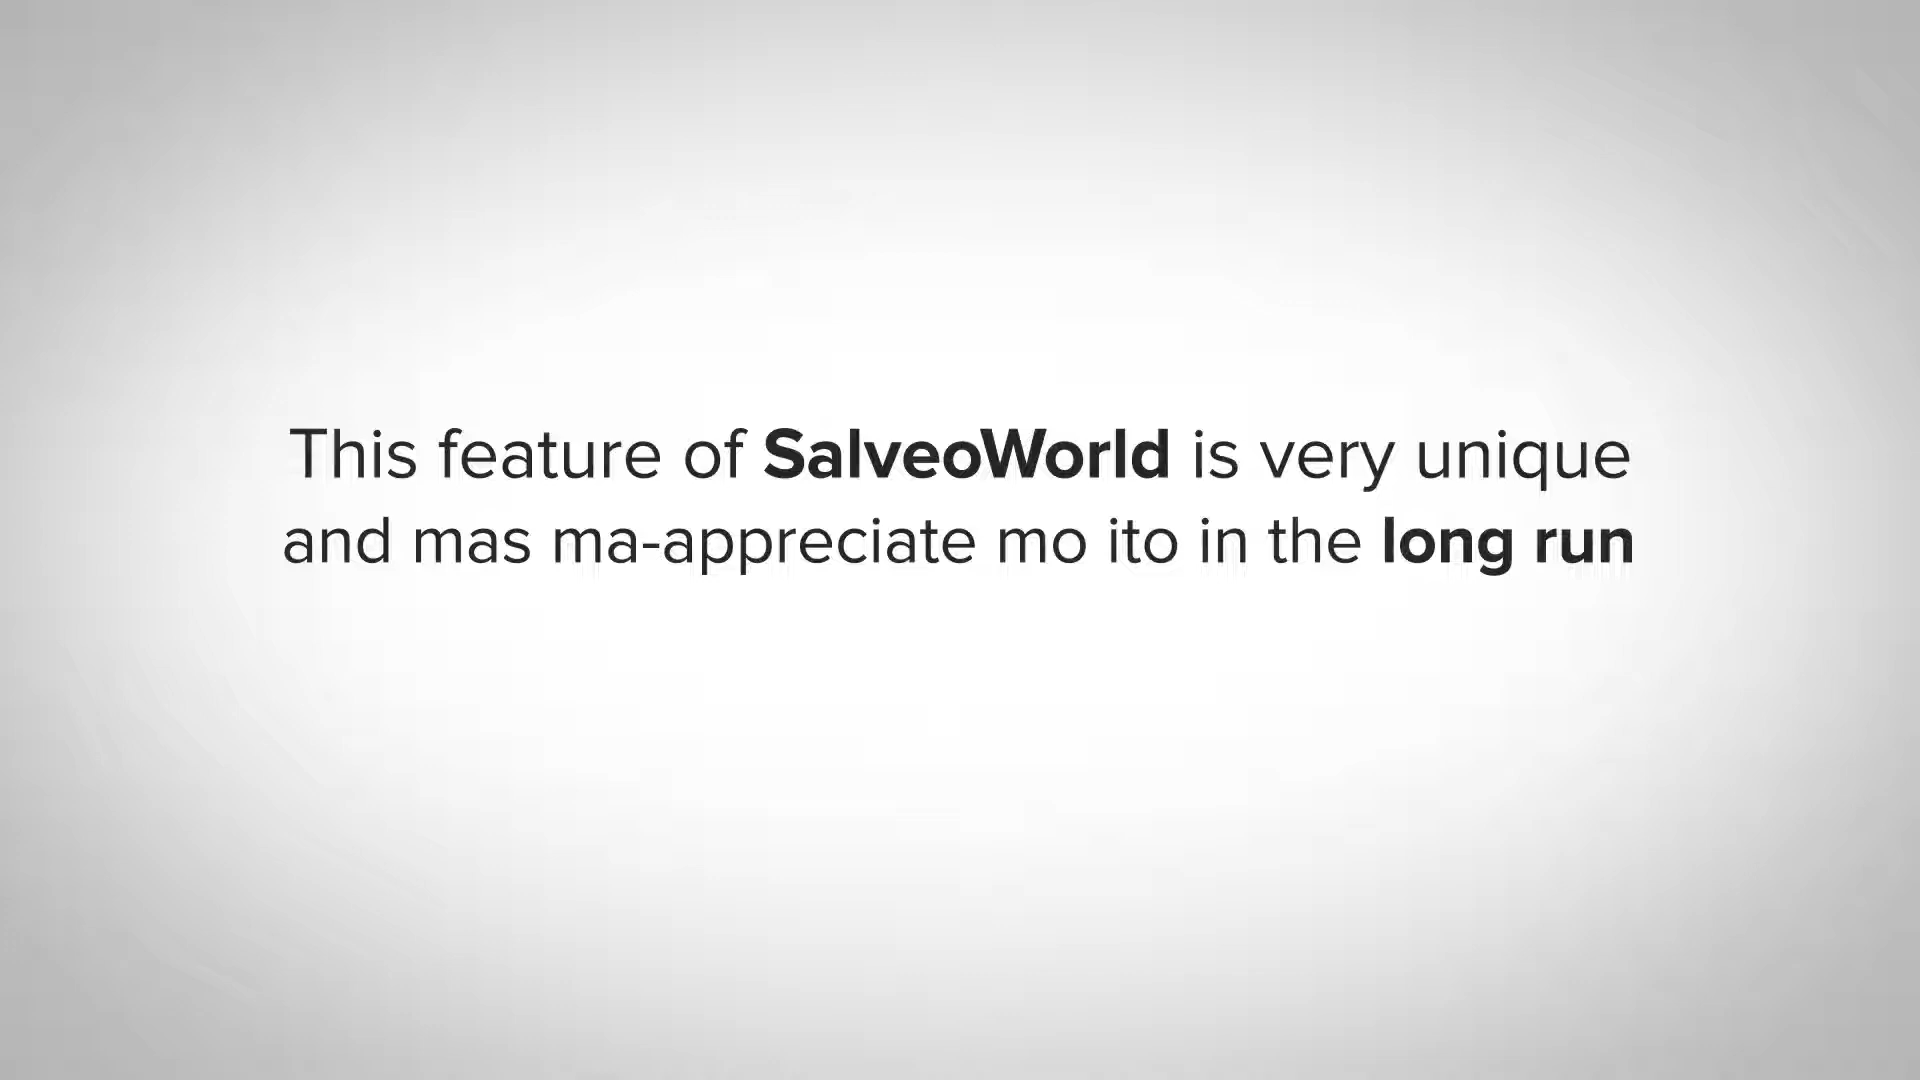 This feature of SalveoWorld is very unique
and mas ma-appreciate mo ito in the long run